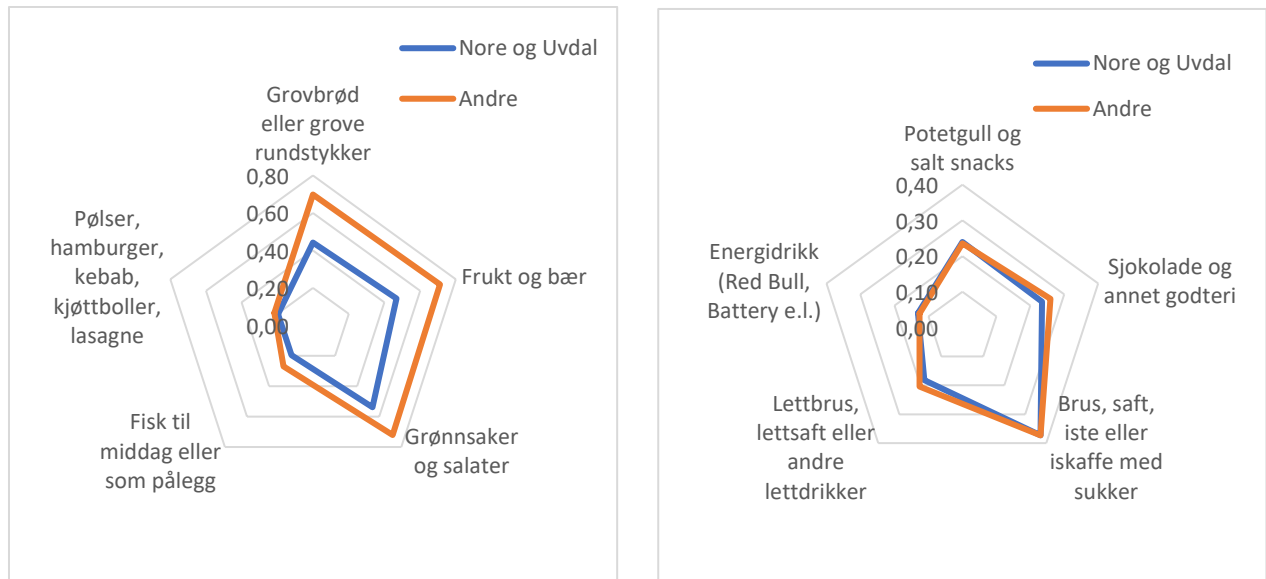 Nore og Uvdal
Andre
Grovbrød
eller grove
rundstykker
0,80
0,60
0,40
0,20
0,00
Frukt og bær
Grønnsaker
og salater
Fisk til
middag eller
som pålegg
Pølser,
hamburger,
kebab,
kjøttboller,
lasagne
Nore og Uvdal
Andre
Potetgull og
salt snacks
0,40
0,30
0,20
0,10
0,00
Sjokolade og
annet godteri
Brus, saft,
iste eller
iskaffe med
sukker
Lettbrus,
lettsaft eller
andre
lettdrikker
Energidrikk
(Red Bull,
Battery e.l.)